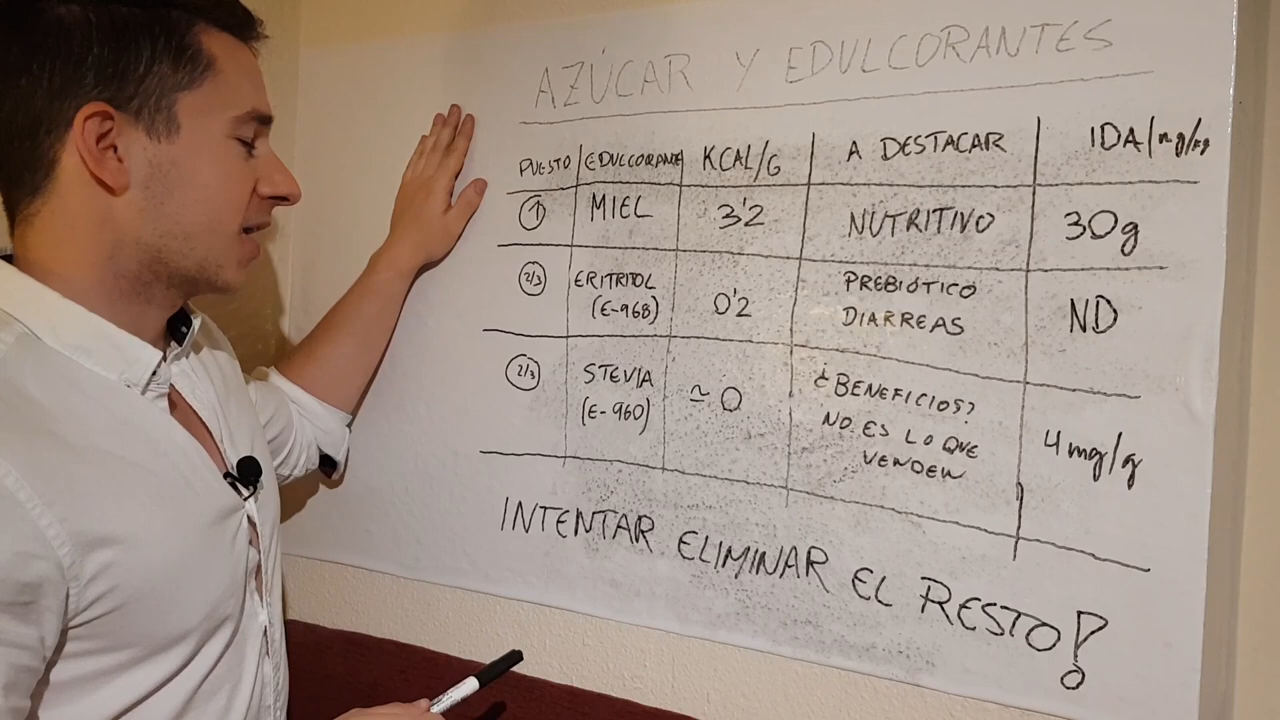 AZÚCAR Y EDULCORANTES
PUESTO EDULCORANTE KCAL/G A DESTACAR IDA/mg/kg
1 MIEL 3'2 NUTRITIVO 30g
2/3 ERITRITOL (E-968) 0'2 PREBIÓTICO DIARREAS ND
2/3 STEVIA (E-960) ≃ 0 ¿BENEFICIOS? NO ES LO QUE VENDEN 4mg/g
INTENTAR ELIMINAR EL RESTO!